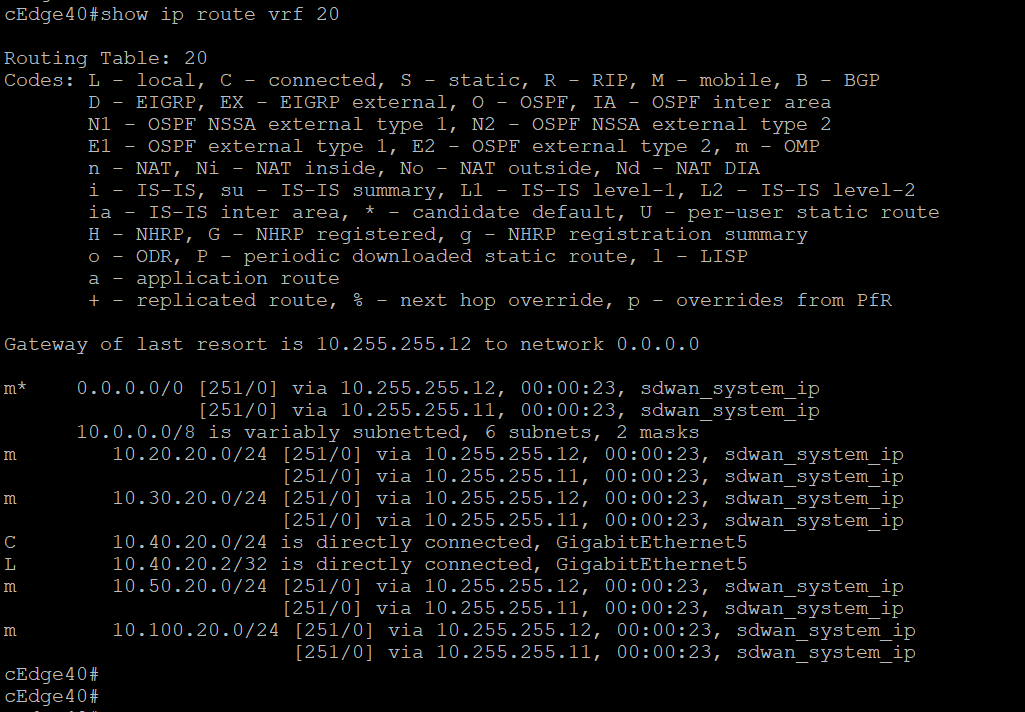 cEdge40#show ip route vrf 20
Routing Table: 20
Codes: L - local, C - connected, S - static, R - RIP, M - mobile, B - BGP
D - EIGRP, EX - EIGRP external, O - OSPF, IA - OSPF inter area
N1 - OSPF NSSA external type 1, N2 - OSPF NSSA external type 2
E1 - OSPF external type 1, E2 - OSPF external type 2, m - OMP
n - NAT, Ni - NAT inside, No - NAT outside, Nd - NAT DIA
i - IS-IS, su - IS-IS summary, L1 - IS-IS level-1, L2 - IS-IS level-2
ia - IS-IS inter area, * - candidate default, U - per-user static route
H - NHRP, G - NHRP registered, g - NHRP registration summary
o - ODR, P - periodic downloaded static route, l - LISP
a - application route
+ - replicated route, % - next hop override, p - overrides from PfR
Gateway of last resort is 10.255.255.12 to network 0.0.0.0
m* 0.0.0.0/0 [251/0] via 10.255.255.12, 00:00:23, sdwan_system_ip
[251/0] via 10.255.255.11, 00:00:23, sdwan_system_ip
10.0.0.0/8 is variably subnetted, 6 subnets, 2 masks
m 10.20.20.0/24 [251/0] via 10.255.255.12, 00:00:23, sdwan_system_ip
[251/0] via 10.255.255.11, 00:00:23, sdwan_system_ip
m 10.30.20.0/24 [251/0] via 10.255.255.12, 00:00:23, sdwan_system_ip
[251/0] via 10.255.255.11, 00:00:23, sdwan_system_ip
C 10.40.20.0/24 is directly connected, GigabitEthernet5
L 10.40.20.2/32 is directly connected, GigabitEthernet5
m 10.50.20.0/24 [251/0] via 10.255.255.12, 00:00:23, sdwan_system_ip
[251/0] via 10.255.255.11, 00:00:23, sdwan_system_ip
m 10.100.20.0/24 [251/0] via 10.255.255.12, 00:00:23, sdwan_system_ip
[251/0] via 10.255.255.11, 00:00:23, sdwan_system_ip
cEdge40#
cEdge40#